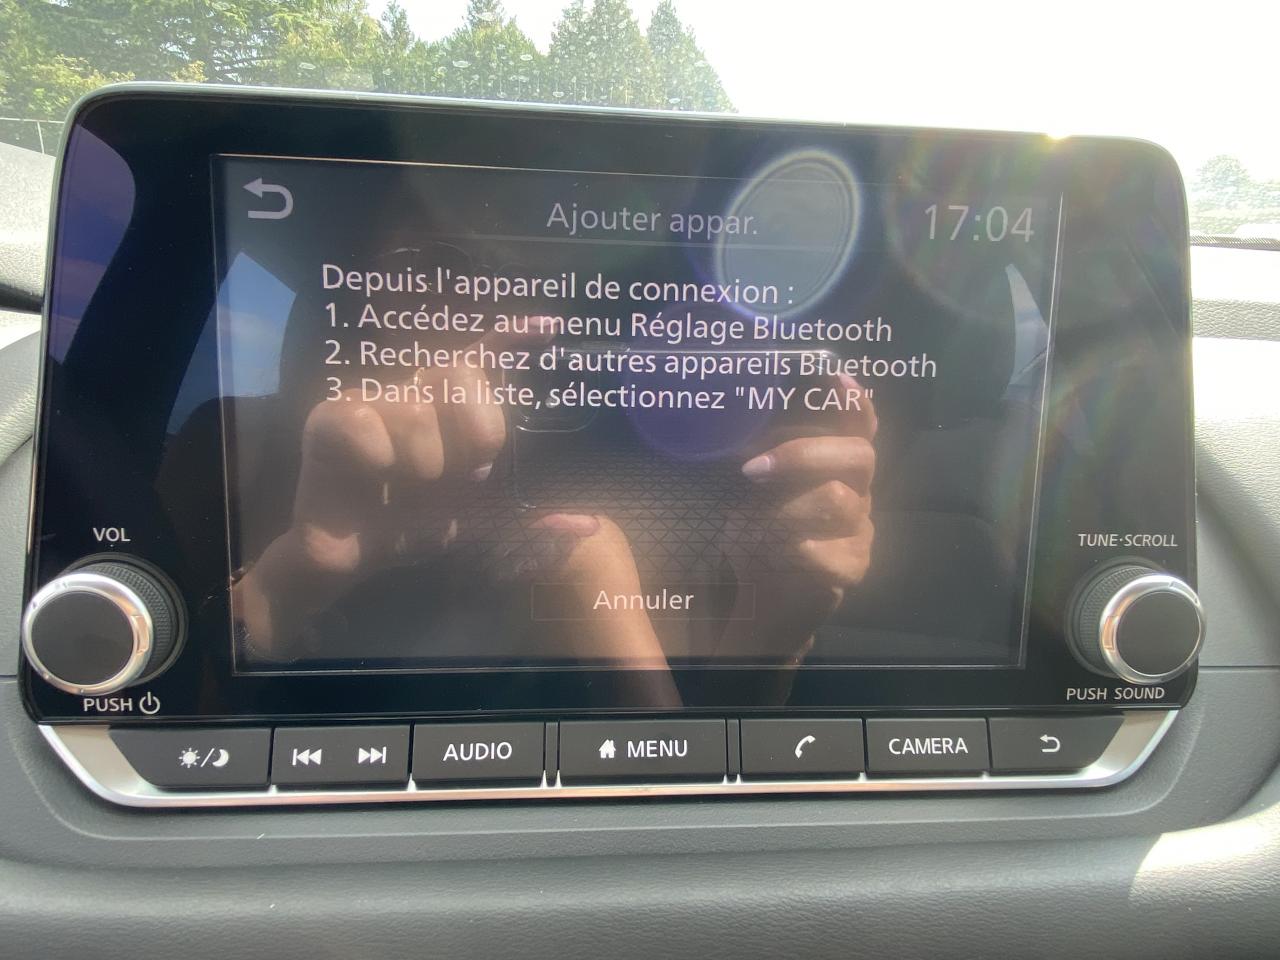 Ajouter appar.
17:04
Depuis l'appareil de connexion :
1. Accédez au menu Réglage Bluetooth
2. Recherchez d'autres appareils Bluetooth
3. Dans la liste, sélectionnez "MY CAR"
Annuler
VOL
PUSH
TUNE·SCROLL
PUSH SOUND
AUDIO
MENU
CAMERA